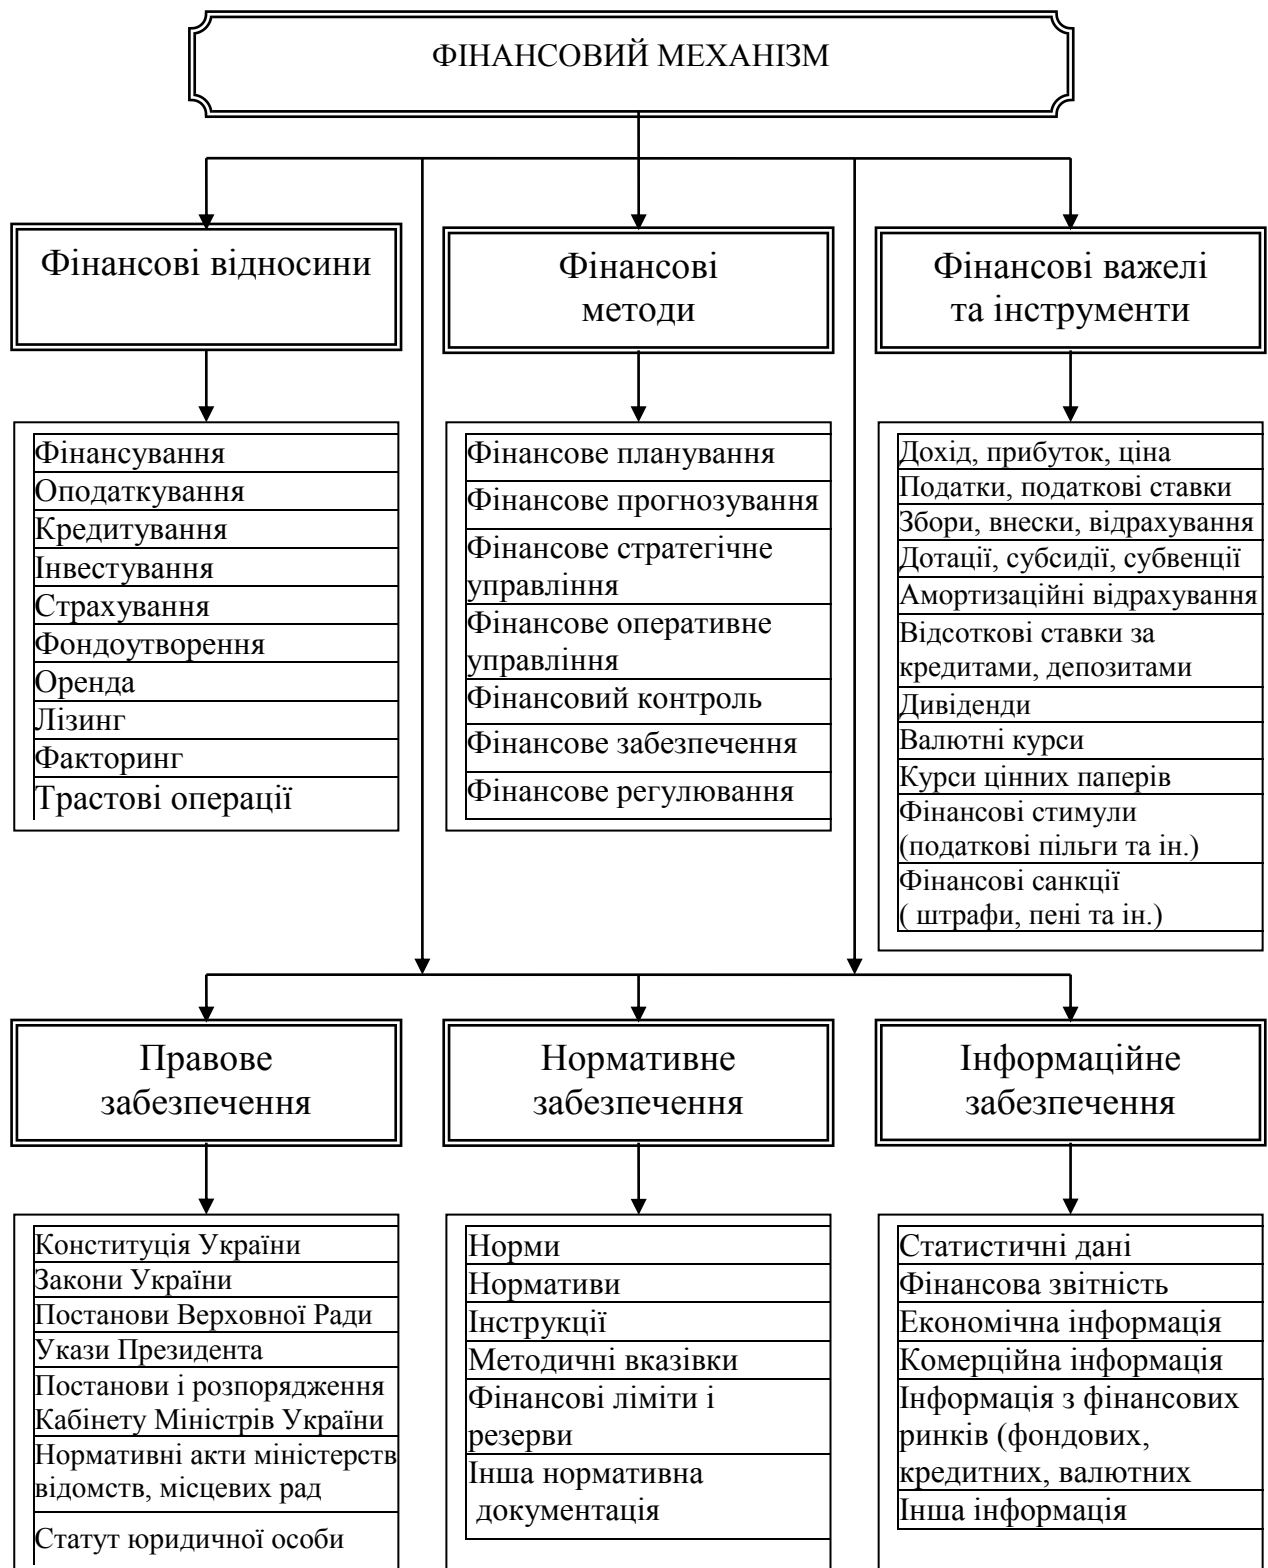 ФІНАНСОВИЙ МЕХАНІЗМ
Фінансові відносини
Фінансові
методи
Фінансові важелі
та інструменти
Фінансування
Оподаткування
Кредитування
Інвестування
Страхування
Фондоутворення
Оренда
Лізинг
Факторинг
Трастові операції
Фінансове планування
Фінансове прогнозування
Фінансове стратегічне
управління
Фінансове оперативне
управління
Фінансовий контроль
Фінансове забезпечення
Фінансове регулювання
Дохід, прибуток, ціна
Податки, податкові ставки
Збори, внески, відрахування
Дотації, субсидії, субвенції
Амортизаційні відрахування
Відсоткові ставки за
кредитами, депозитами
Дивіденди
Валютні курси
Курси цінних паперів
Фінансові стимули
(податкові пільги та ін.)
Фінансові санкції
( штрафи, пені та ін.)
Правове
забезпечення
Нормативне
забезпечення
Інформаційне
забезпечення
Конституція України
Закони України
Постанови Верховної Ради
Укази Президента
Постанови і розпорядження
Кабінету Міністрів України
Нормативні акти міністерств
відомств, місцевих рад
Статут юридичної особи
Норми
Нормативи
Інструкції
Методичні вказівки
Фінансові ліміти і
резерви
Інша нормативна
документація
Статистичні дані
Фінансова звітність
Економічна інформація
Комерційна інформація
Інформація з фінансових
ринків (фондових,
кредитних, валютних
Інша інформація